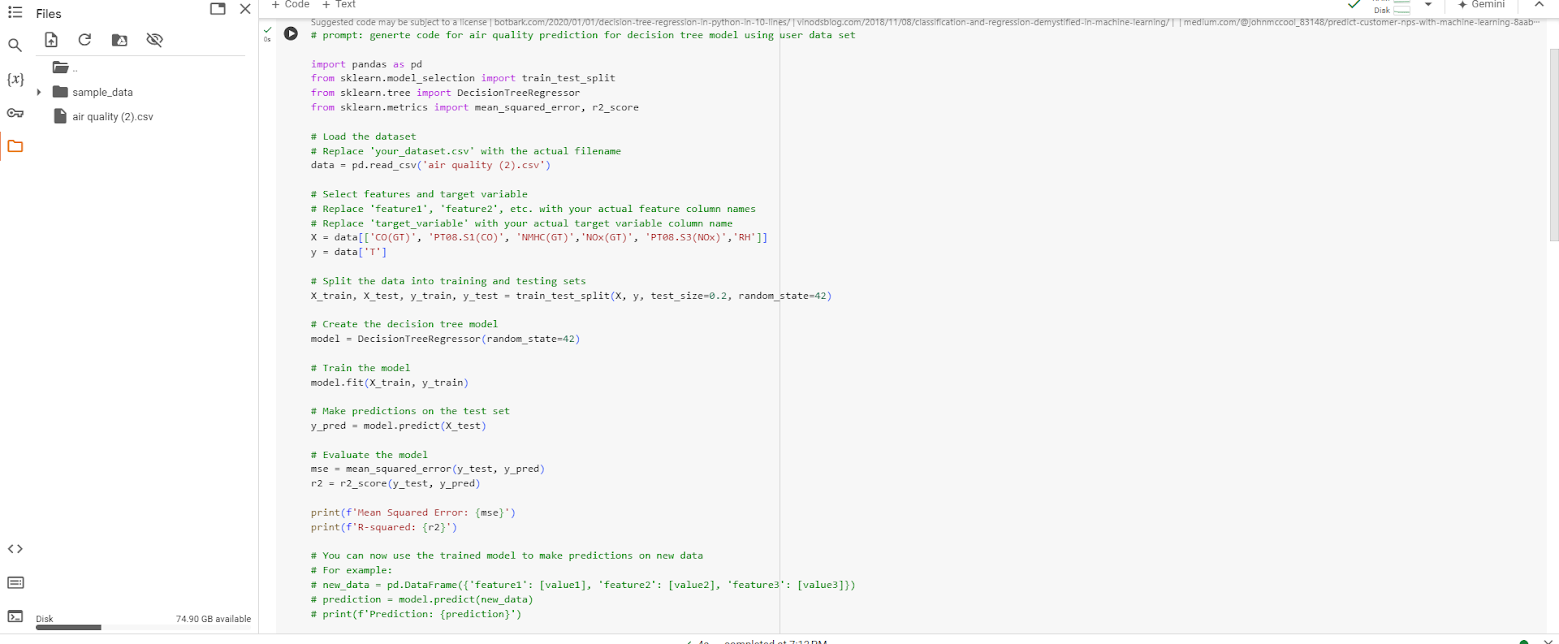 Files
+ Code + Text
Disk
Gemini
..
sample_data
air quality (2).csv
{x}
0s
Suggested code may be subject to a license | botbark.com/2020/01/01/decision-tree-regression-in-python-in-10-lines/ | vinodsblog.com/2018/11/08/classification-and-regression-demystified-in-machine-learning/ | | medium.com/@johnmccool_83148/predict-customer-nps-with-machine-learning-8aab…
# prompt: generte code for air quality prediction for decision tree model using user data set
import pandas as pd
from sklearn.model_selection import train_test_split
from sklearn.tree import DecisionTreeRegressor
from sklearn.metrics import mean_squared_error, r2_score
# Load the dataset
# Replace 'your_dataset.csv' with the actual filename
data = pd.read_csv('air quality (2).csv')
# Select features and target variable
# Replace 'feature1', 'feature2', etc. with your actual feature column names
# Replace 'target_variable' with your actual target variable column name
X = data[['CO(GT)', 'PT08.S1(CO)', 'NMHC(GT)','NOx(GT)', 'PT08.S3(NOx)','RH']]
y = data['T']
# Split the data into training and testing sets
X_train, X_test, y_train, y_test = train_test_split(X, y, test_size=0.2, random_state=42)
# Create the decision tree model
model = DecisionTreeRegressor(random_state=42)
# Train the model
model.fit(X_train, y_train)
# Make predictions on the test set
y_pred = model.predict(X_test)
# Evaluate the model
mse = mean_squared_error(y_test, y_pred)
r2 = r2_score(y_test, y_pred)
print(f'Mean Squared Error: {mse}')
print(f'R-squared: {r2}')
# You can now use the trained model to make predictions on new data
# For example:
# new_data = pd.DataFrame({'feature1': [value1], 'feature2': [value2], 'feature3': [value3]})
# prediction = model.predict(new_data)
# print(f'Prediction: {prediction}')
Disk 74.90 GB available
completed at 7:12 PM